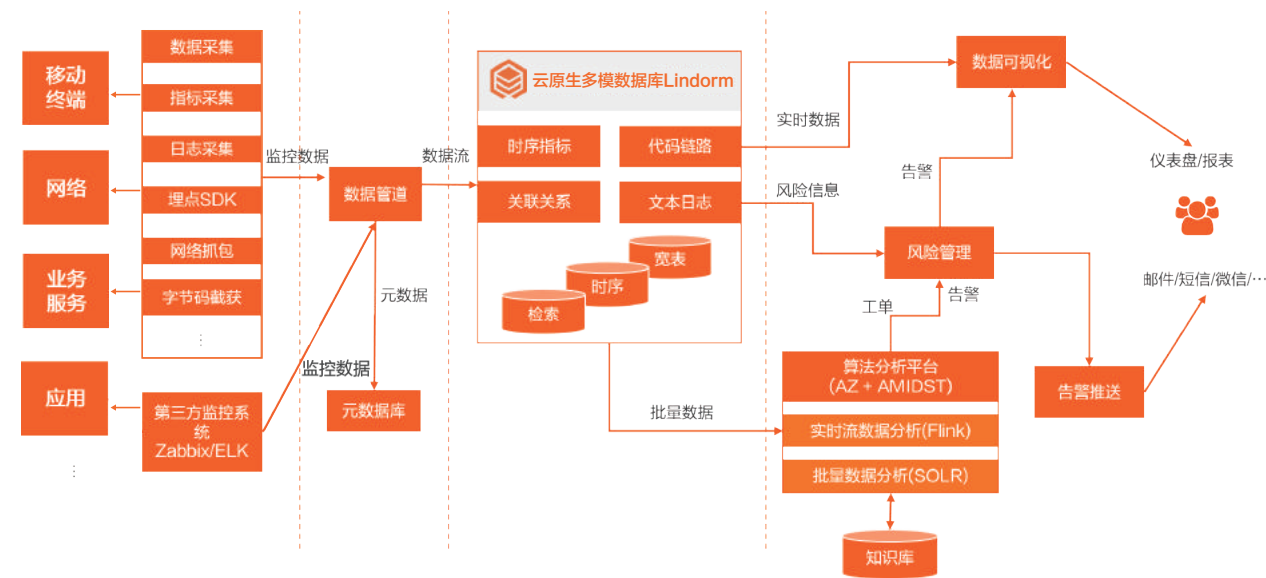 移动
终端
网络
业务
服务
应用
⋮
数据采集
指标采集
日志采集
埋点SDK
网络抓包
字节码截获
⋮
第三方监控系
统
Zabbix/ELK
监控数据
监控数据
数据管道
元数据
元数据库
数据流
云原生多模数据库Lindorm
时序指标
代码链路
关联关系
文本日志
宽表
时序
检索
批量数据
实时数据
风险信息
数据可视化
告警
风险管理
工单
告警
算法分析平台
(AZ + AMIDST)
实时流数据分析(Flink)
批量数据分析(SOLR)
知识库
告警推送
仪表盘/报表
邮件/短信/微信/…